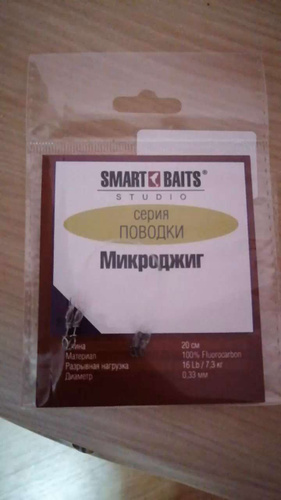 SMART BAITS®
STUDIO
серия
ПОВОДКИ
Микроджиг
Длина 20 см
Материал 100% Fluorocarbon
Разрывная нагрузка 16 Lb / 7.3 кг
Диаметр 0,33 мм